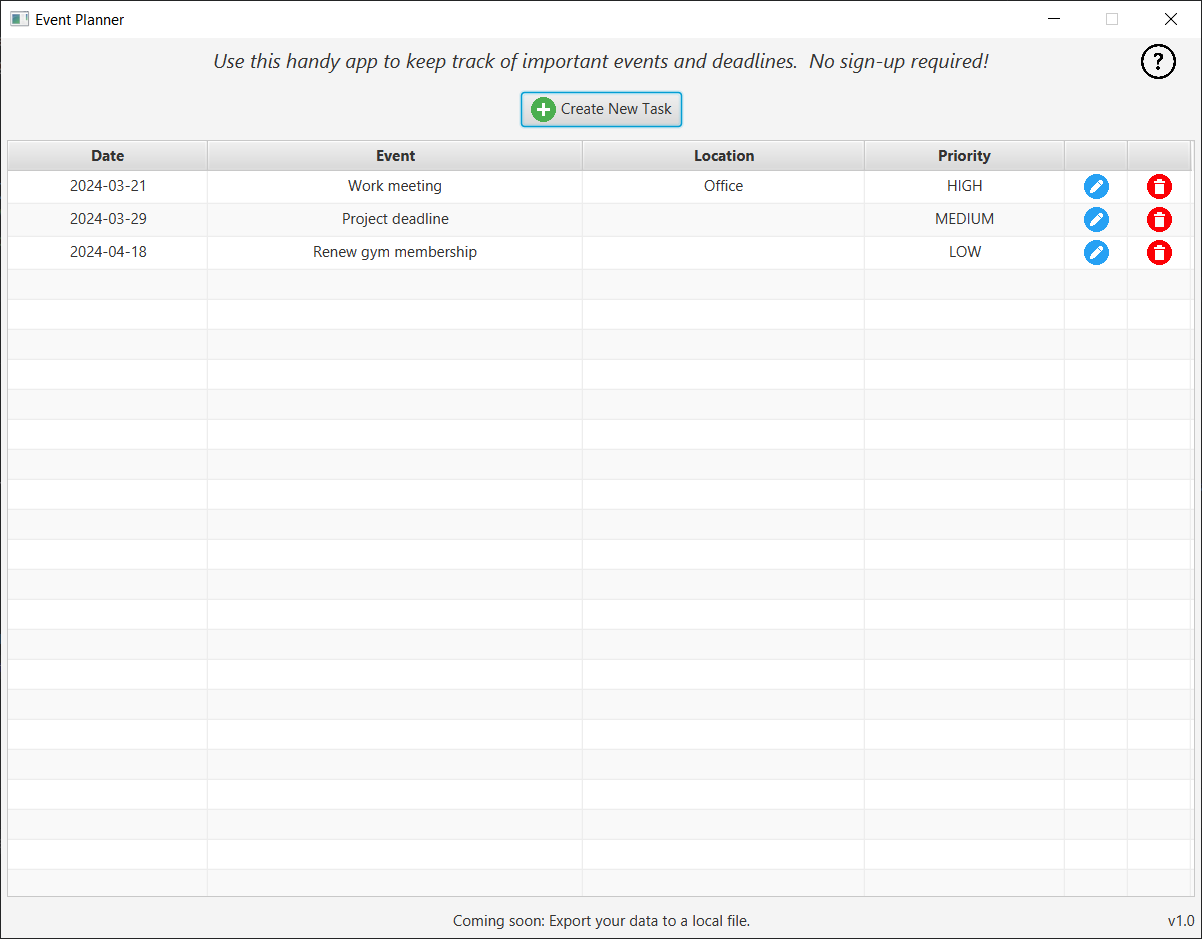 Event Planner
Use this handy app to keep track of important events and deadlines.  No sign-up required!
?
Create New Task
Date Event Location Priority
2024-03-21 Work meeting Office HIGH
2024-03-29 Project deadline MEDIUM
2024-04-18 Renew gym membership LOW
Coming soon: Export your data to a local file. v1.0